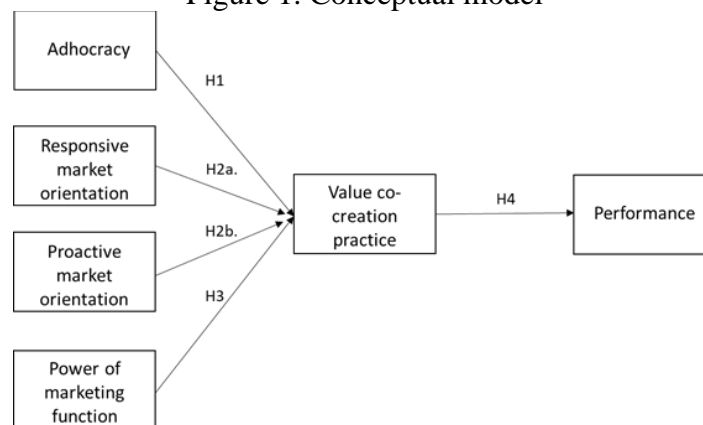 Figure 1. Conceptual model
Adhocracy
H1
Responsive
market
orientation
H2a.
Value co-
creation
practice
H4
Performance
H2b.
Proactive
market
orientation
H3
Power of
marketing
function